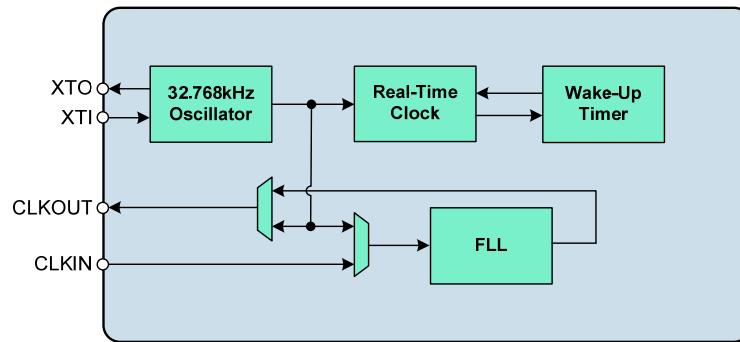 XTO
XTI
32.768kHz
Oscillator
Real-Time
Clock
Wake-Up
Timer
CLKOUT
CLKIN
FLL